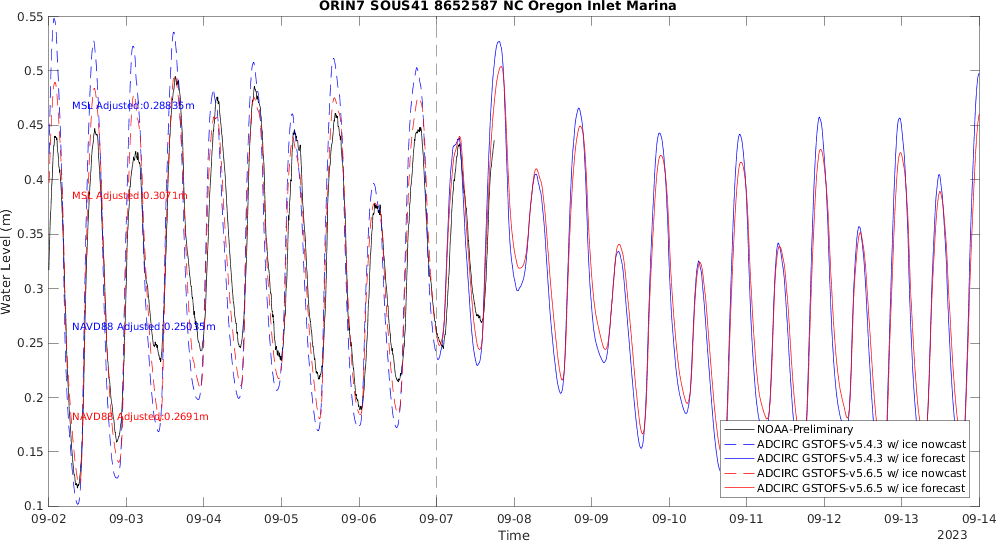 ORIN7 SOUS41 8652587 NC Oregon Inlet Marina
0.55
0.5
0.45
0.4
0.35
0.3
0.25
0.2
0.15
0.1
Water Level (m)
MSL Adjusted:0.28835m
MSL Adjusted:0.3071m
NAVD88 Adjusted:0.25035m
NAVD88 Adjusted:0.2691m
NOAA-Preliminary
ADCIRC GSTOFS-v5.4.3 w/ ice nowcast
ADCIRC GSTOFS-v5.4.3 w/ ice forecast
ADCIRC GSTOFS-v5.6.5 w/ ice nowcast
ADCIRC GSTOFS-v5.6.5 w/ ice forecast
09-02 09-03 09-04 09-05 09-06 09-07 09-08 09-09 09-10 09-11 09-12 09-13 09-14
Time
2023